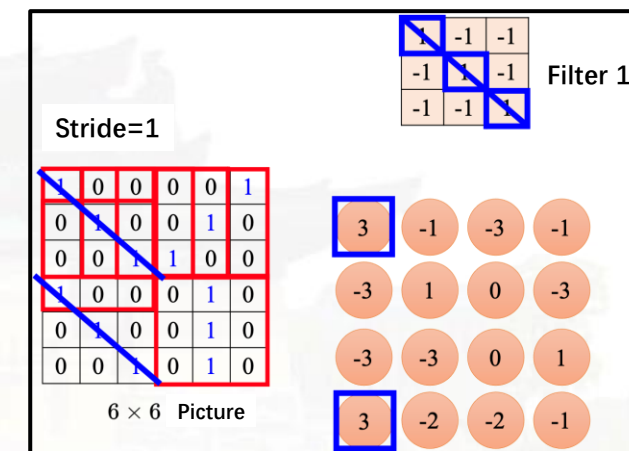 1 -1 -1
-1 1 -1
-1 -1 1
Filter 1
Stride=1
1 0 0 0 0 1
0 1 0 0 1 0
0 0 1 1 0 0
1 0 0 0 1 0
0 1 0 0 1 0
0 0 1 0 1 0
6 × 6 Picture
3 -1 -3 -1
-3 1 0 -3
-3 -3 0 1
3 -2 -2 -1